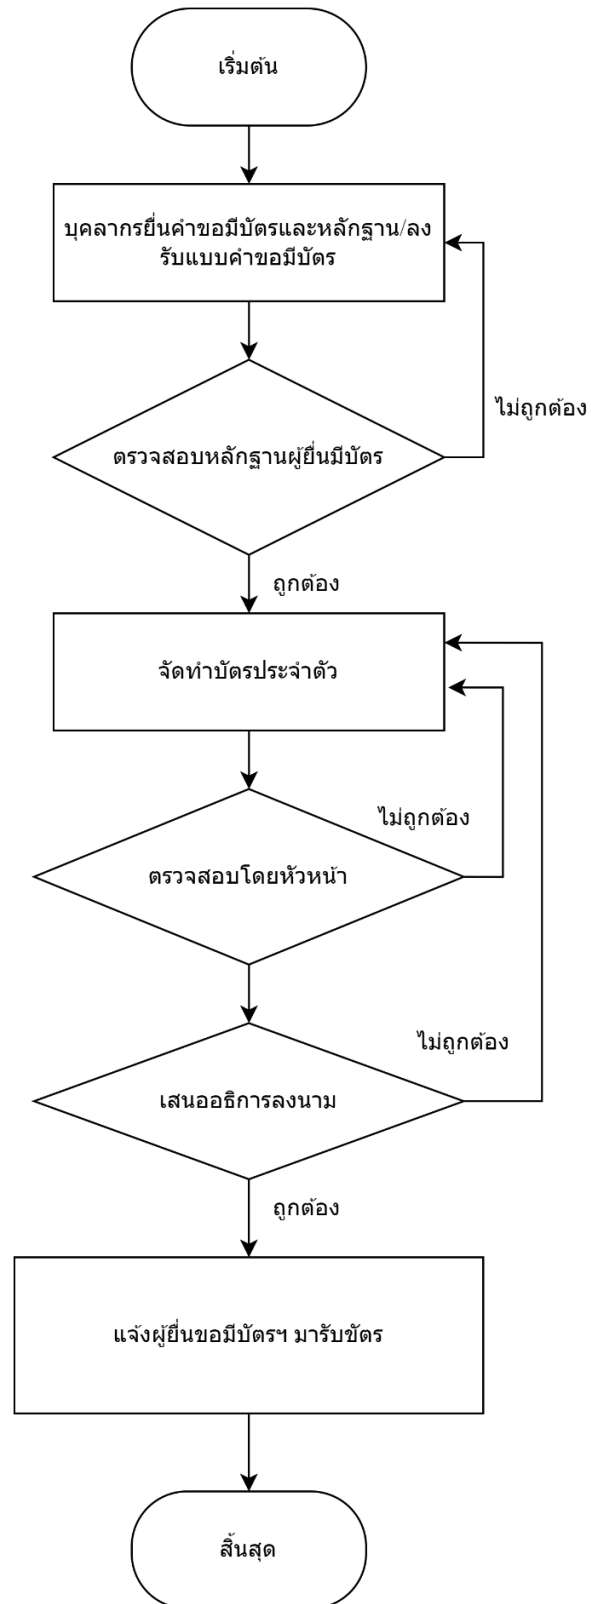 เริ่มต้น
บุคลากรยื่นคำขอมีบัตรและหลักฐาน/ลง
รับแบบคำขอมีบัตร
ไม่ถูกต้อง
ตรวจสอบหลักฐานผู้ยื่นมีบัตร
ถูกต้อง
จัดทำบัตรประจำตัว
ไม่ถูกต้อง
ตรวจสอบโดยหัวหน้า
ไม่ถูกต้อง
เสนออธิการลงนาม
ถูกต้อง
แจ้งผู้ยื่นขอมีบัตรฯ มารับขัตร
สิ้นสุด